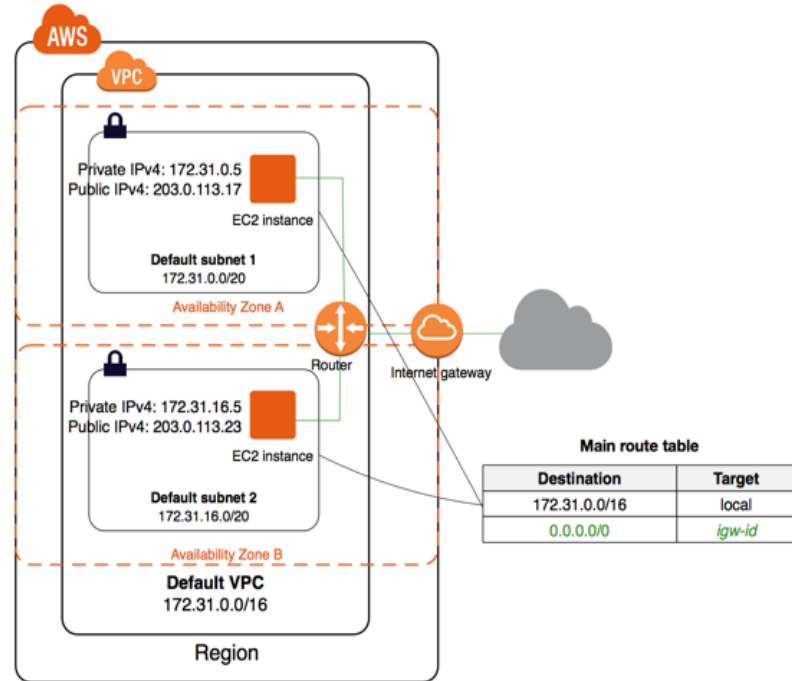 AWS
VPC
Private IPv4: 172.31.0.5
Public IPv4: 203.0.113.17
EC2 instance
Default subnet 1
172.31.0.0/20
Availability Zone A
Router
Internet gateway
Private IPv4: 172.31.16.5
Public IPv4: 203.0.113.23
EC2 instance
Default subnet 2
172.31.16.0/20
Availability Zone B
Default VPC
172.31.0.0/16
Region
Main route table
Destination Target
172.31.0.0/16 local
0.0.0.0/0 igw-id